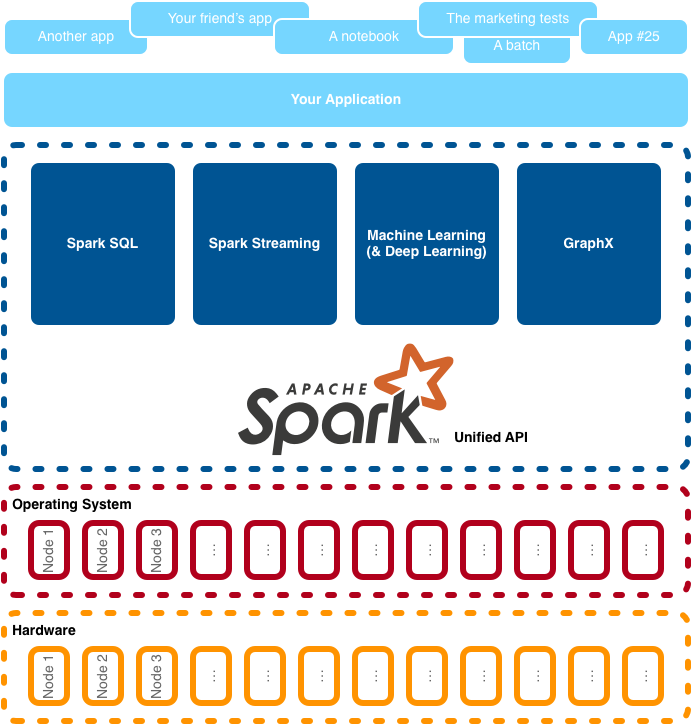 Your friend's app
The marketing tests
Another app
A notebook
A batch
App #25
Your Application
Spark SQL
Spark Streaming
Machine Learning
(& Deep Learning)
GraphX
APACHE
Spark™
Unified API
Operating System
Node 1
Node 2
Node 3
...
...
...
...
...
...
...
...
...
Hardware
Node 1
Node 2
Node 3
...
...
...
...
...
...
...
...
...